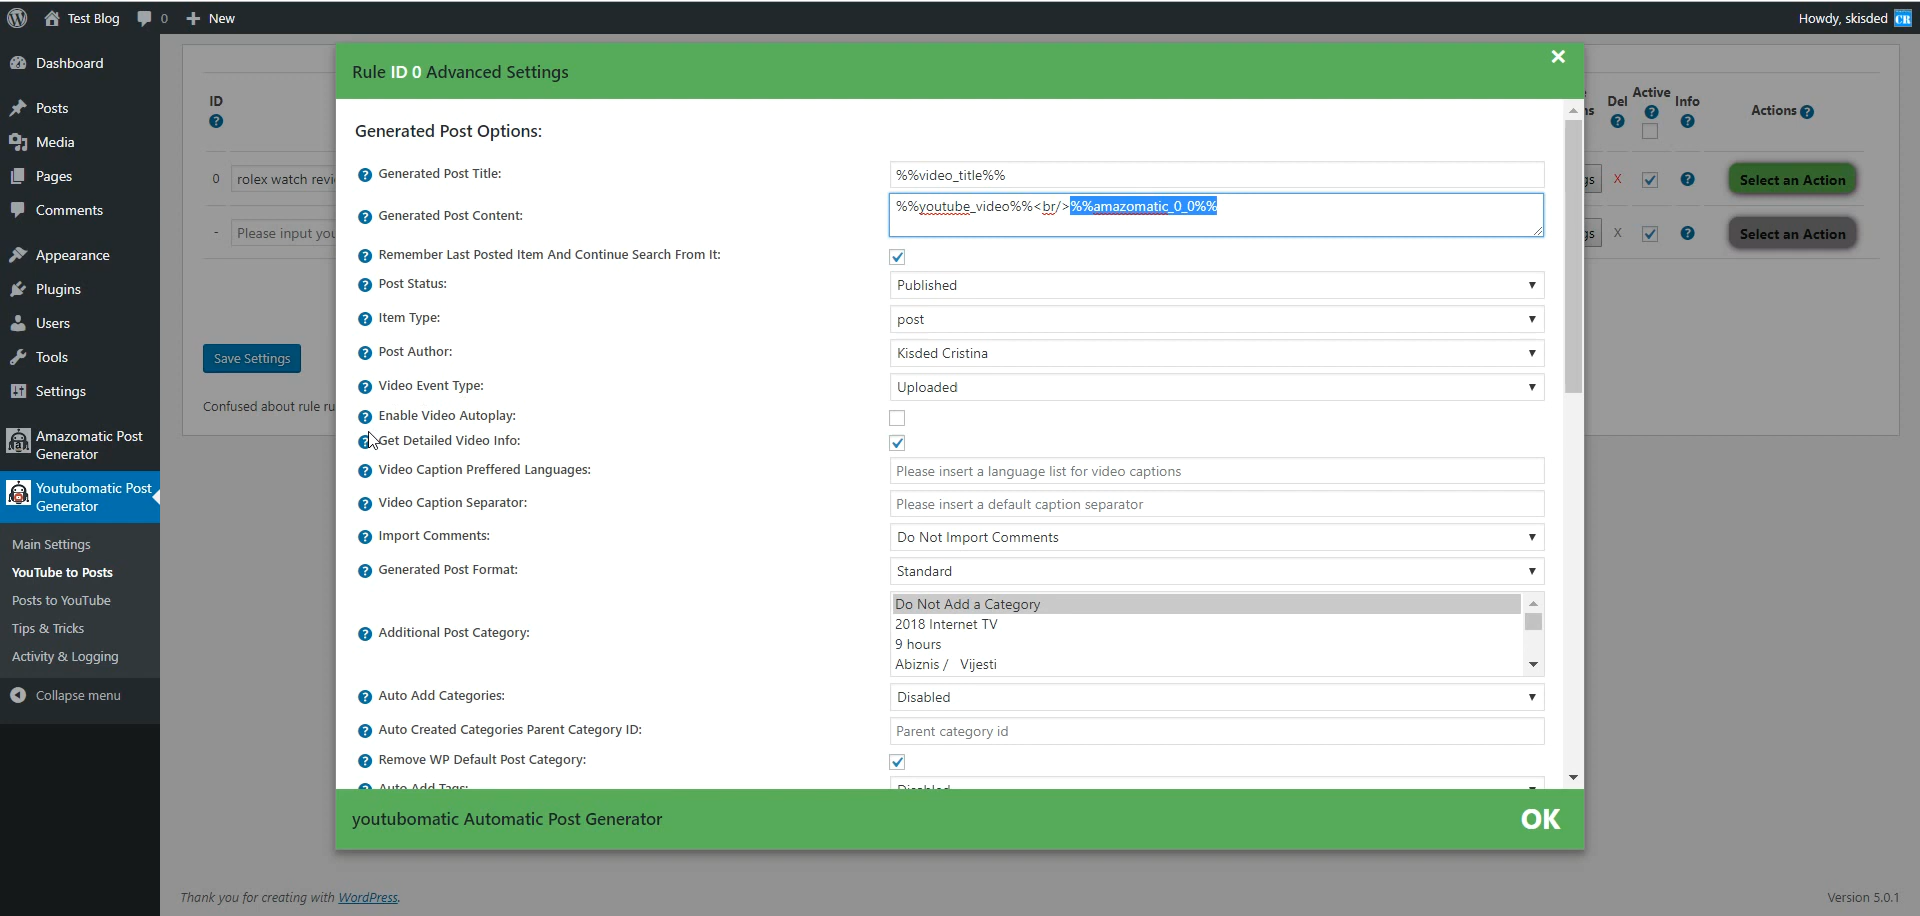 Test Blog
0
New
Howdy, skisded
Dashboard
Posts
Media
Pages
Comments
Appearance
Plugins
Users
Tools
Settings
Amazomatic Post
Generator
Youtubomatic Post
Generator
Main Settings
YouTube to Posts
Posts to YouTube
Tips & Tricks
Activity & Logging
Collapse menu
ID
0
rolex watch revi
-
Please input you
Save Settings
Confused about rule ru
Rule ID 0 Advanced Settings
Generated Post Options:
Generated Post Title:
%%video_title%%
Generated Post Content:
%%youtube_video%%<br/>%%amazomatic_0_0%%
Remember Last Posted Item And Continue Search From It:
Post Status:
Published
Item Type:
post
Post Author:
Kisded Cristina
Video Event Type:
Uploaded
Enable Video Autoplay:
Get Detailed Video Info:
Video Caption Preffered Languages:
Please insert a language list for video captions
Video Caption Separator:
Please insert a default caption separator
Import Comments:
Do Not Import Comments
Generated Post Format:
Standard
Additional Post Category:
Do Not Add a Category
2018 Internet TV
9 hours
Abiznis / Vijesti
Auto Add Categories:
Disabled
Auto Created Categories Parent Category ID:
Parent category id
Remove WP Default Post Category:
Auto Add Tags:
Disabled
youtubomatic Automatic Post Generator
OK
ns
Del
Active
Info
Actions
gs
X
Select an Action
gs
X
Select an Action
Thank you for creating with WordPress.
Version 5.0.1